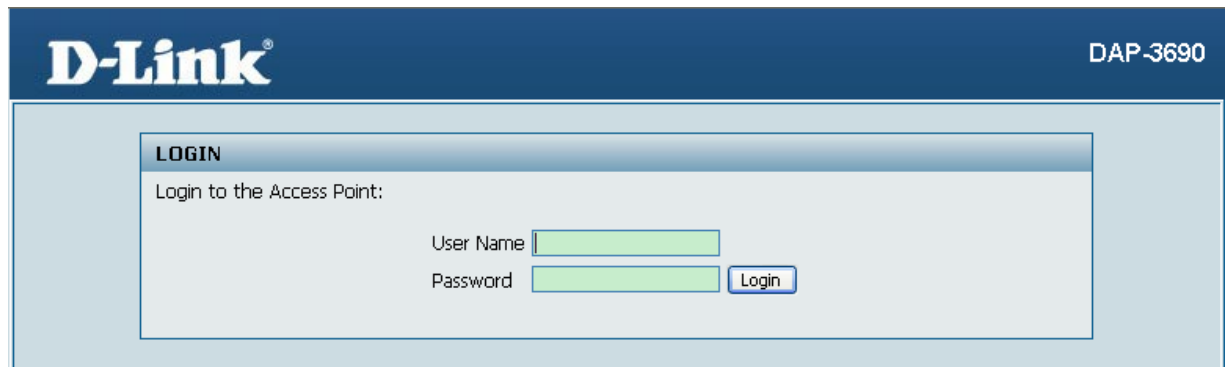 D-Link®
DAP-3690
LOGIN
Login to the Access Point:
User Name
Password
Login